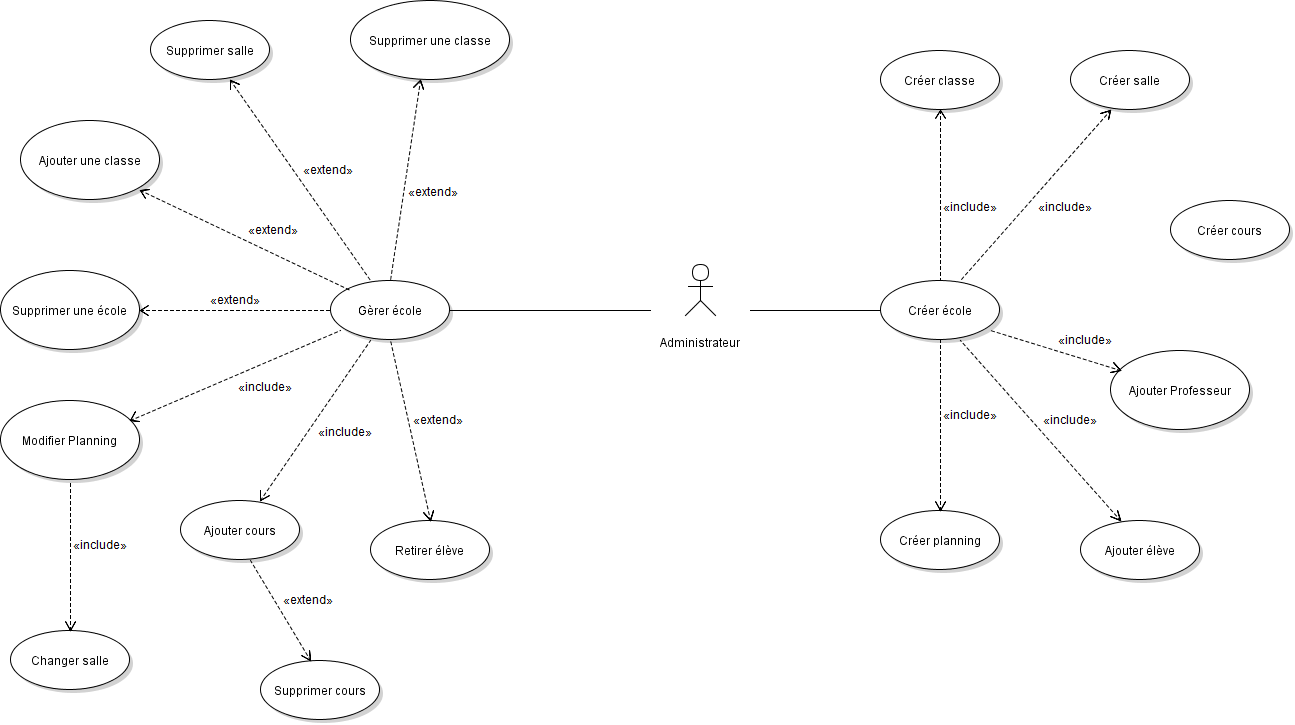 Supprimer une classe
Supprimer salle
Créer classe
Créer salle
Ajouter une classe
«extend»
«extend»
«include»
«include»
«extend»
Créer cours
«extend»
Supprimer une école
Gèrer école
Créer école
Administrateur
«include»
«include»
Ajouter Professeur
«include»
«extend»
«include»
«include»
Modifier Planning
Ajouter cours
Retirer élève
Créer planning
Ajouter élève
«include»
«extend»
Changer salle
Supprimer cours